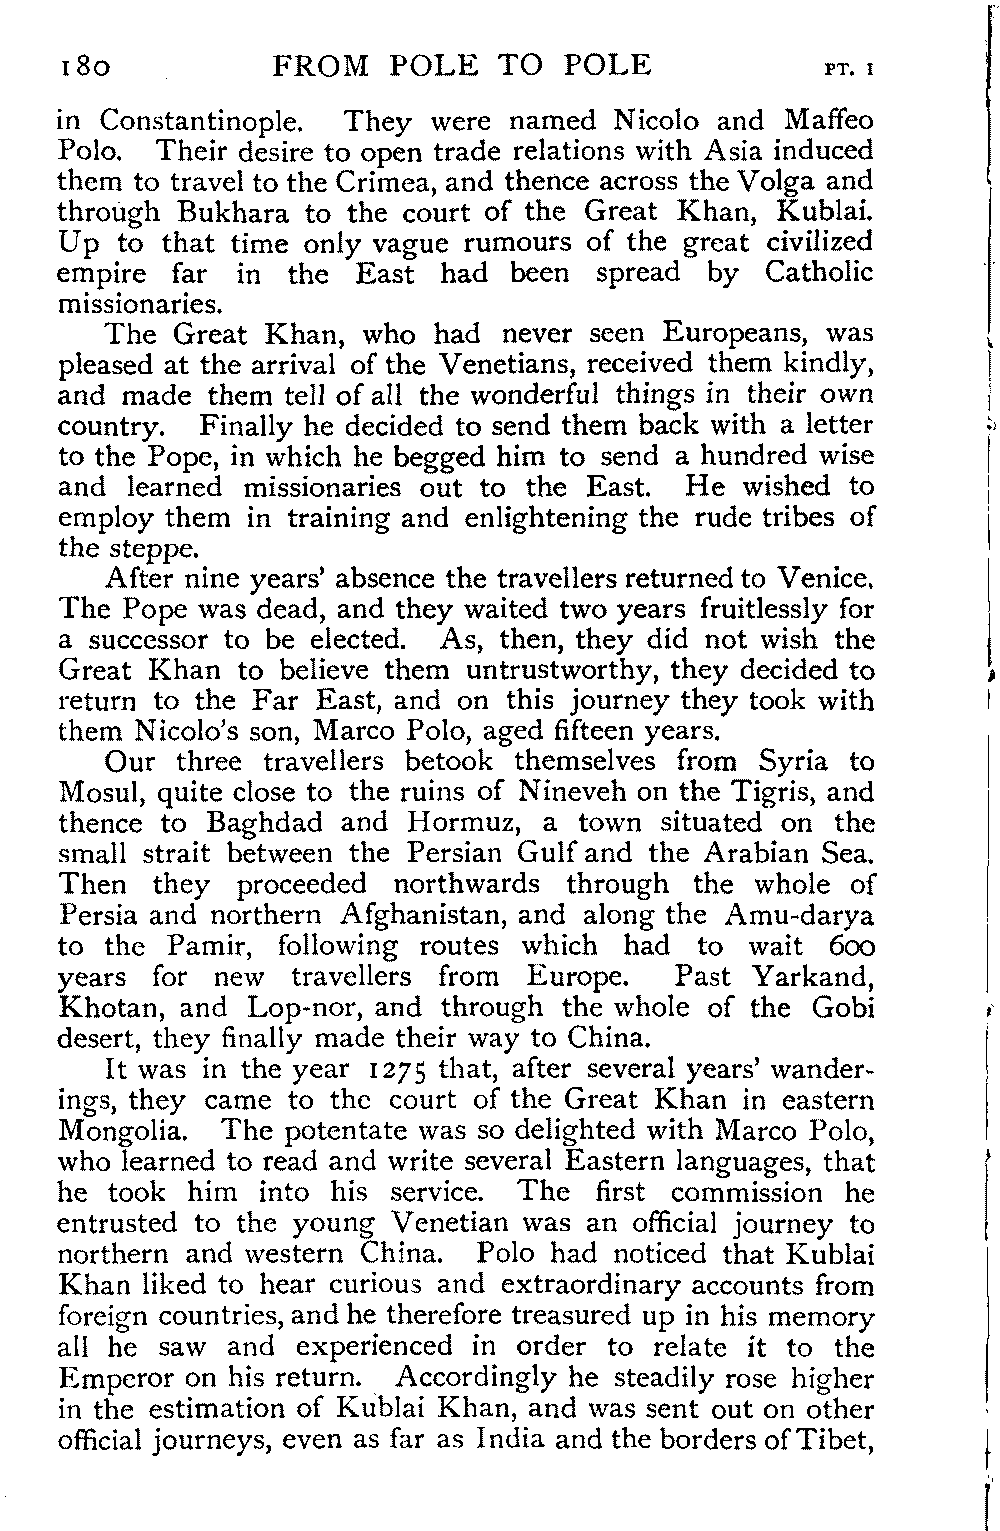 180 FROM POLE TO POLE PT. I
in Constantinople. They were named Nicolo and Maffeo
Polo. Their desire to open trade relations with Asia induced
them to travel to the Crimea, and thence across the Volga and
through Bukhara to the court of the Great Khan, Kublai.
Up to that time only vague rumours of the great civilized
empire far in the East had been spread by Catholic
missionaries.
The Great Khan, who had never seen Europeans, was
pleased at the arrival of the Venetians, received them kindly,
and made them tell of all the wonderful things in their own
country. Finally he decided to send them back with a letter
to the Pope, in which he begged him to send a hundred wise
and learned missionaries out to the East. He wished to
employ them in training and enlightening the rude tribes of
the steppe.
After nine years' absence the travellers returned to Venice.
The Pope was dead, and they waited two years fruitlessly for
a successor to be elected. As, then, they did not wish the
Great Khan to believe them untrustworthy, they decided to
return to the Far East, and on this journey they took with
them Nicolo's son, Marco Polo, aged fifteen years.
Our three travellers betook themselves from Syria to
Mosul, quite close to the ruins of Nineveh on the Tigris, and
thence to Baghdad and Hormuz, a town situated on the
small strait between the Persian Gulf and the Arabian Sea.
Then they proceeded northwards through the whole of
Persia and northern Afghanistan, and along the Amu-darya
to the Pamir, following routes which had to wait 600
years for new travellers from Europe. Past Yarkand,
Khotan, and Lop-nor, and through the whole of the Gobi
desert, they finally made their way to China.
It was in the year 1275 that, after several years' wander-
ings, they came to the court of the Great Khan in eastern
Mongolia. The potentate was so delighted with Marco Polo,
who learned to read and write several Eastern languages, that
he took him into his service. The first commission he
entrusted to the young Venetian was an official journey to
northern and western China. Polo had noticed that Kublai
Khan liked to hear curious and extraordinary accounts from
foreign countries, and he therefore treasured up in his memory
all he saw and experienced in order to relate it to the
Emperor on his return. Accordingly he steadily rose higher
in the estimation of Kublai Khan, and was sent out on other
official journeys, even as far as India and the borders of Tibet,